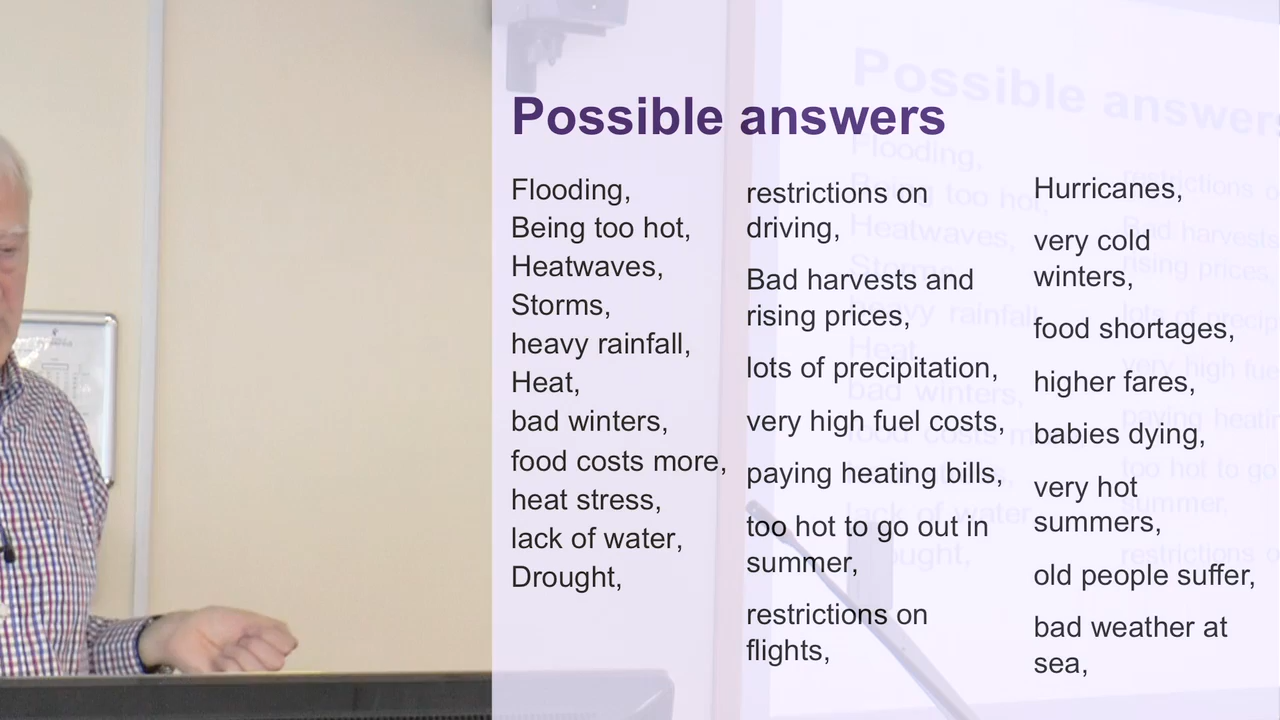 Possible answers
Flooding,
Being too hot,
Heatwaves,
Storms,
heavy rainfall,
Heat,
bad winters,
food costs more,
heat stress,
lack of water,
Drought,
restrictions on
driving,
Bad harvests and
rising prices,
lots of precipitation,
very high fuel costs,
paying heating bills,
too hot to go out in
summer,
restrictions on
flights,
Hurricanes,
very cold
winters,
food shortages,
higher fares,
babies dying,
very hot
summers,
old people suffer,
bad weather at
sea,